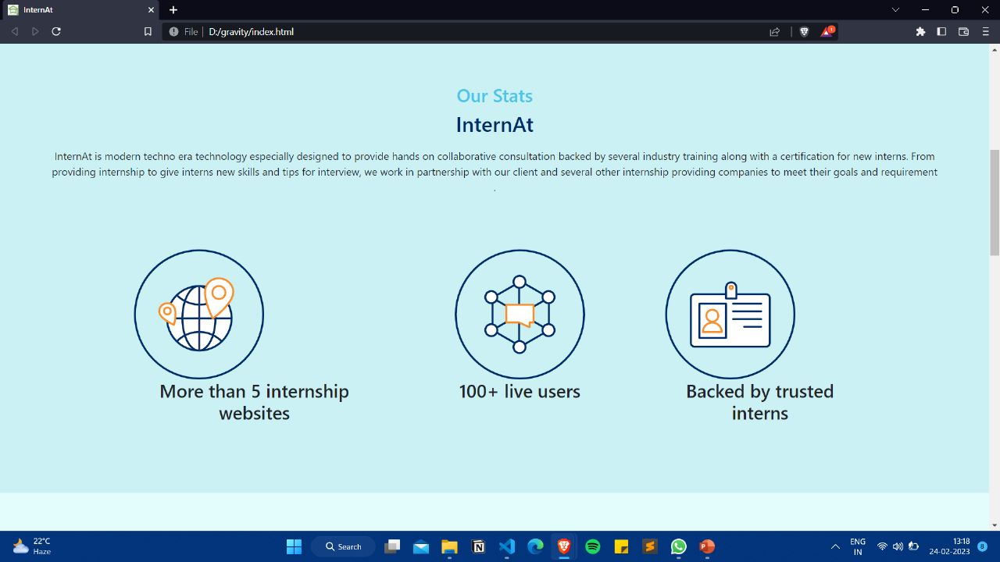 InternAt
File
D:/gravity/index.html
1
Our Stats
InternAt
InternAt is modern techno era technology especially designed to provide hands on collaborative consultation backed by several industry training along with a certification for new interns. From
providing internship to give interns new skills and tips for interview, we work in partnership with our client and several other internship providing companies to meet their goals and requirement
.
More than 5 internship
websites
100+ live users
Backed by trusted
interns
22°C
Haze
Search
ENG
IN
13:18
24-02-2023
8